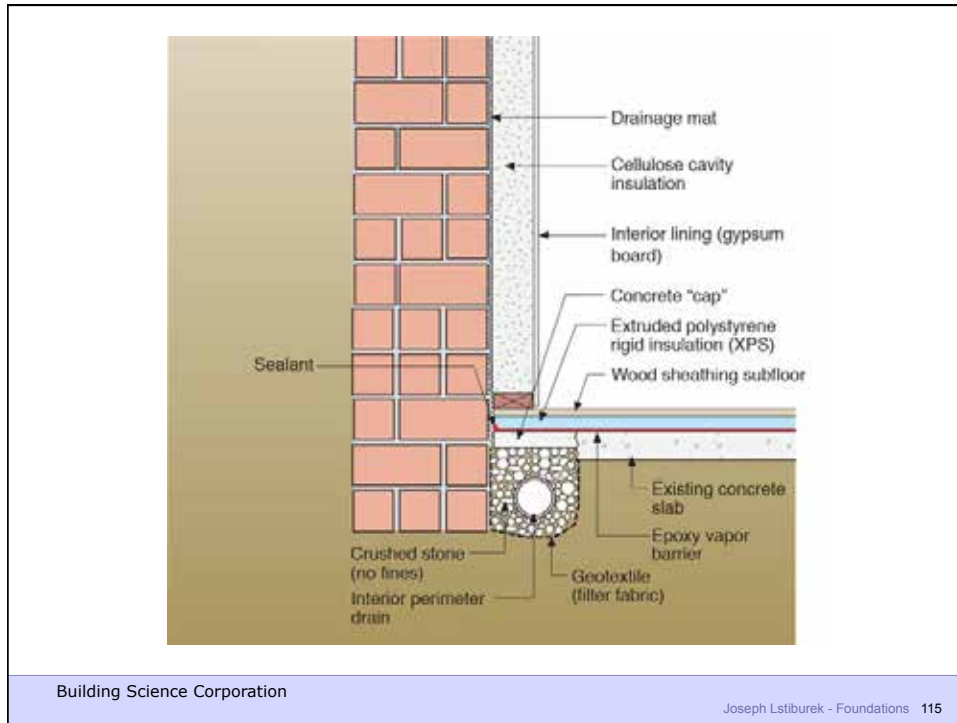 Drainage mat
Cellulose cavity
insulation
Interior lining (gypsum
board)
Concrete "cap"
Extruded polystyrene
rigid insulation (XPS)
Wood sheathing subfloor
Sealant
Existing concrete
slab
Epoxy vapor
barrier
Geotextile
(filter fabric)
Crushed stone
(no fines)
Interior perimeter
drain
Building Science Corporation
Joseph Lstiburek - Foundations 115